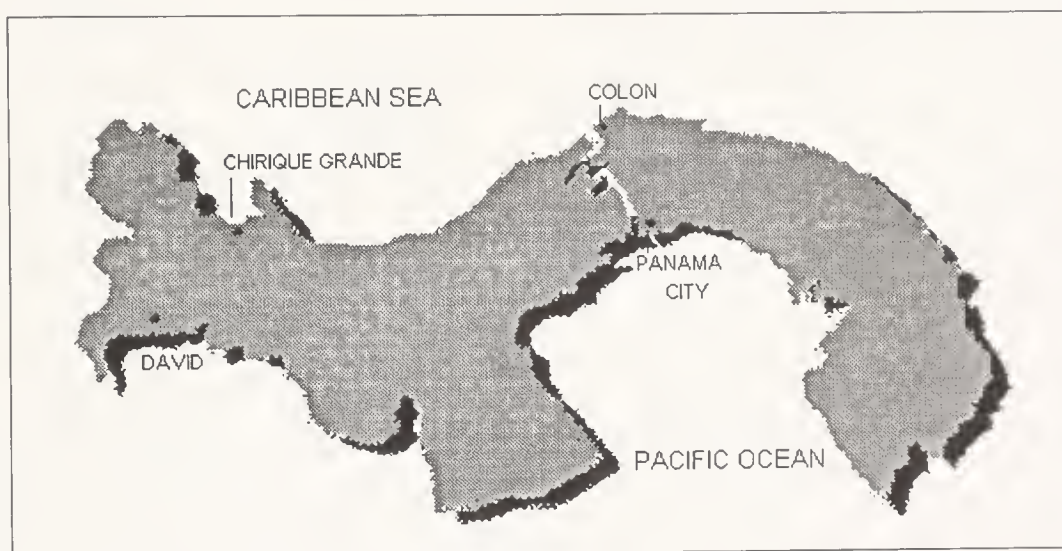 CARIBBEAN SEA
COLON
CHIRIQUE GRANDE
PANAMA
CITY
DAVID
PACIFIC OCEAN